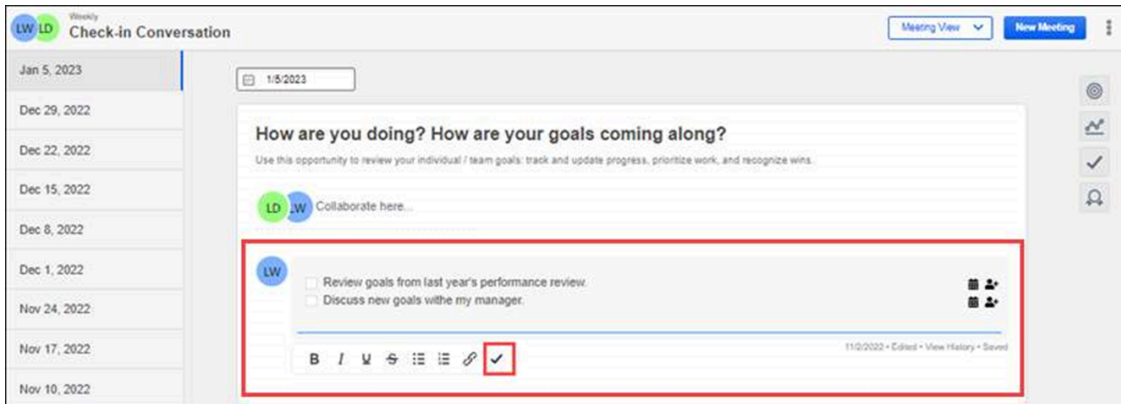 LW LD
Weekly
Check-in Conversation
Meeting View
New Meeting
Jan 5, 2023
Dec 29, 2022
Dec 22, 2022
Dec 15, 2022
Dec 8, 2022
Dec 1, 2022
Nov 24, 2022
Nov 17, 2022
Nov 10, 2022
1/5/2023
How are you doing? How are your goals coming along?
Use this opportunity to review your individual / team goals: track and update progress, prioritize work, and recognize wins.
LD LW Collaborate here...
LW
Review goals from last year's performance review.
Discuss new goals withe my manager.
B I U S
11/2/2022 • Edited • View History • Saved